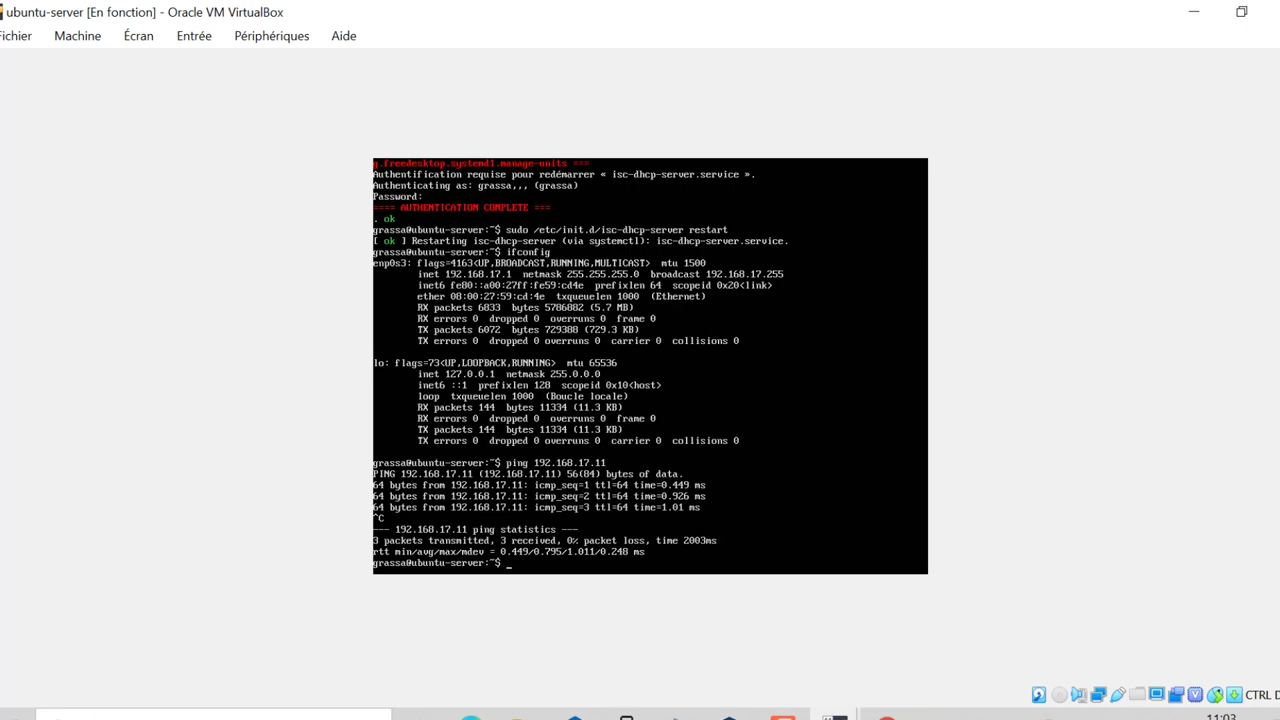 ubuntu-server [En fonction] - Oracle VM VirtualBox
Fichier Machine Écran Entrée Périphériques Aide
g.freedesktop.systemd1.manage-units ===
Authentification requise pour redémarrer « isc-dhcp-server.service ».
Authenticating as: grassa,,, (grassa)
Password:
==== AUTHENTICATION COMPLETE ===
. ok
grassa@ubuntu-server:~$ sudo /etc/init.d/isc-dhcp-server restart
[ ok ] Restarting isc-dhcp-server (via systemctl): isc-dhcp-server.service.
grassa@ubuntu-server:~$ ifconfig
enp0s3: flags=4163<UP,BROADCAST,RUNNING,MULTICAST>  mtu 1500
inet 192.168.17.1  netmask 255.255.255.0  broadcast 192.168.17.255
inet6 fe80::a00:27ff:fe59:cd4e  prefixlen 64  scopeid 0x20<link>
ether 08:00:27:59:cd:4e  txqueuelen 1000  (Ethernet)
RX packets 6833  bytes 5786882 (5.7 MB)
RX errors 0  dropped 0  overruns 0  frame 0
TX packets 6072  bytes 729388 (729.3 KB)
TX errors 0  dropped 0 overruns 0  carrier 0  collisions 0
lo: flags=73<UP,LOOPBACK,RUNNING>  mtu 65536
inet 127.0.0.1  netmask 255.0.0.0
inet6 ::1  prefixlen 128  scopeid 0x10<host>
loop  txqueuelen 1000  (Boucle locale)
RX packets 144  bytes 11334 (11.3 KB)
RX errors 0  dropped 0  overruns 0  frame 0
TX packets 144  bytes 11334 (11.3 KB)
TX errors 0  dropped 0 overruns 0  carrier 0  collisions 0
grassa@ubuntu-server:~$ ping 192.168.17.11
PING 192.168.17.11 (192.168.17.11) 56(84) bytes of data.
64 bytes from 192.168.17.11: icmp_seq=1 ttl=64 time=0.449 ms
64 bytes from 192.168.17.11: icmp_seq=2 ttl=64 time=0.926 ms
64 bytes from 192.168.17.11: icmp_seq=3 ttl=64 time=1.01 ms
^C
--- 192.168.17.11 ping statistics ---
3 packets transmitted, 3 received, 0% packet loss, time 2003ms
rtt min/avg/max/mdev = 0.449/0.795/1.011/0.248 ms
grassa@ubuntu-server:~$ _
CTRL D
11:03